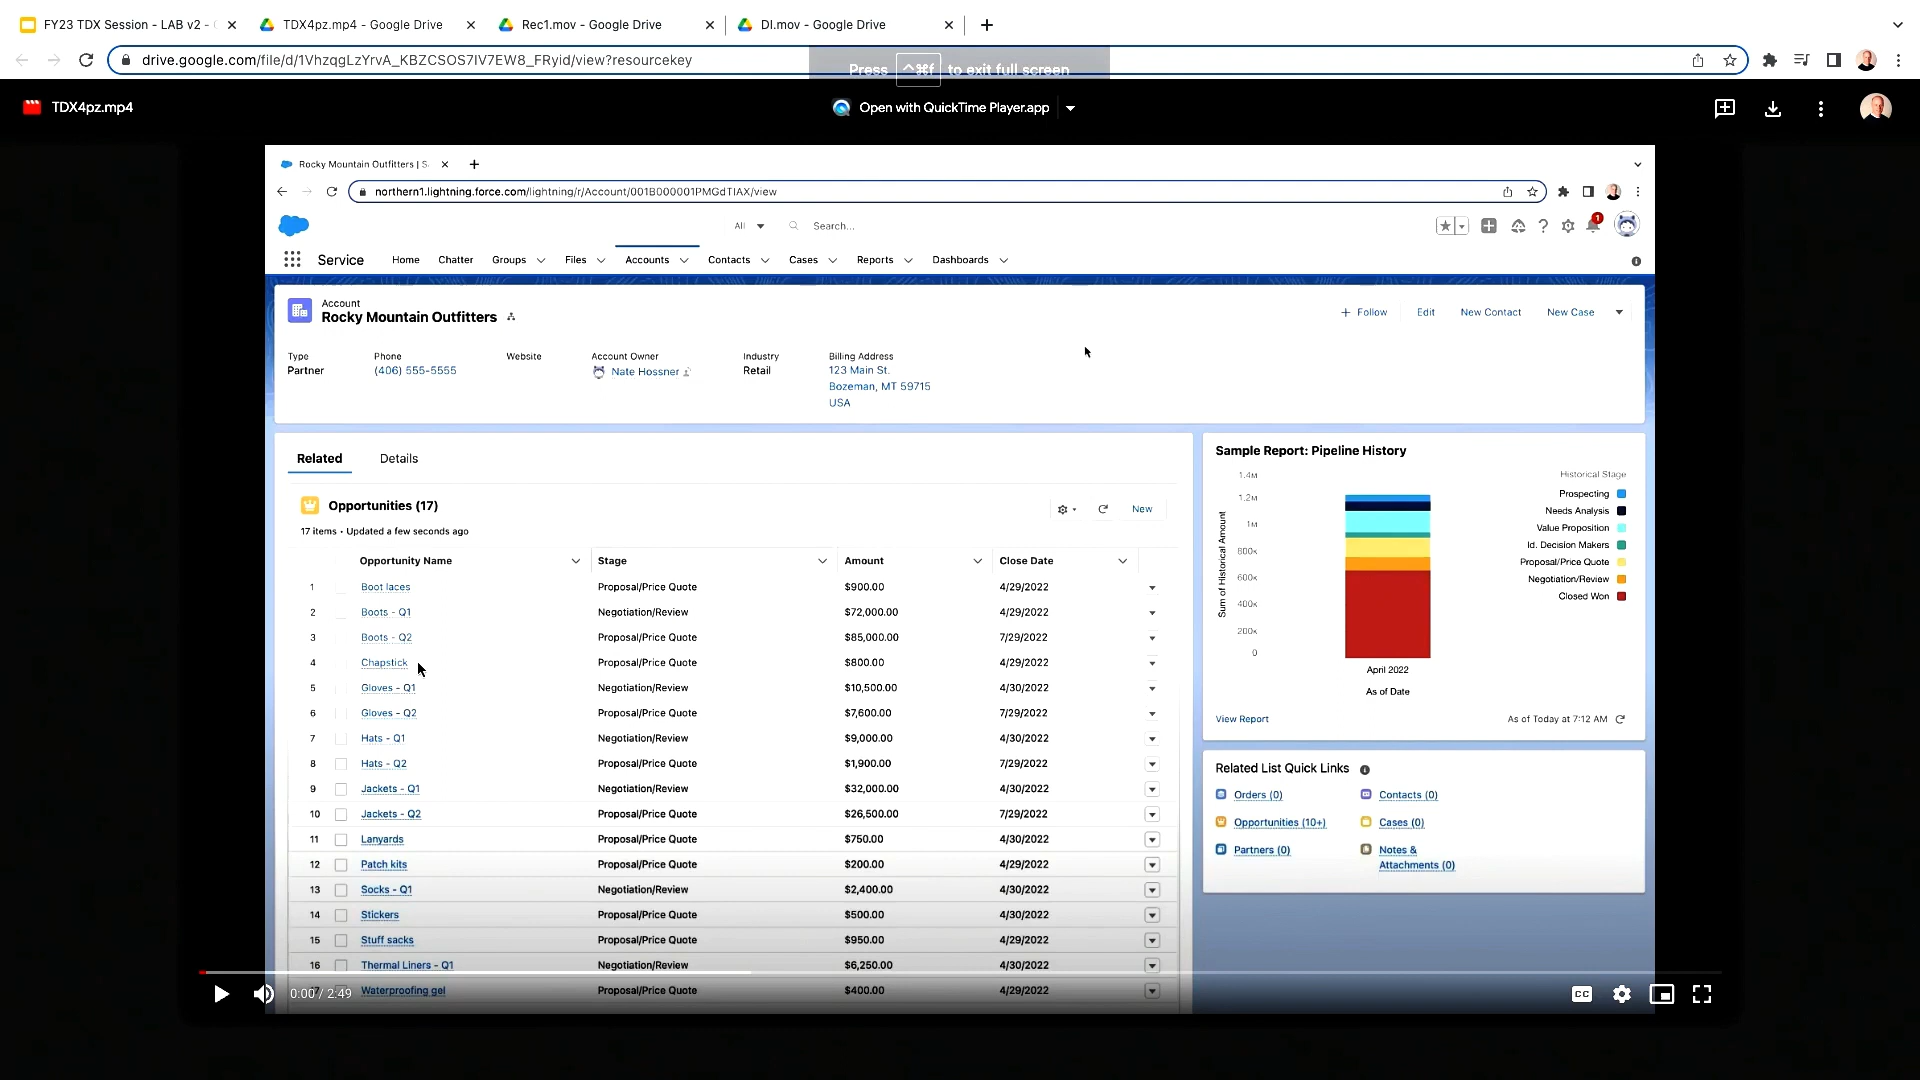 FY23 TDX Session - LAB v2 -
TDX4pz.mp4 - Google Drive
Rec1.mov - Google Drive
DI.mov - Google Drive
drive.google.com/file/d/1VhzqgLzYrvA_KBZCSOS7IV7EW8_FRyid/view?resourcekey
Press ^⌘f to exit full screen
TDX4pz.mp4
Open with QuickTime Player.app
Rocky Mountain Outfitters | S
northern1.lightning.force.com/lightning/r/Account/001B000001PMGdTIAX/view
All Search...
1
Service Home Chatter Groups Files Accounts Contacts Cases Reports Dashboards
Account
Rocky Mountain Outfitters
+ Follow Edit New Contact New Case
Type Phone Website Account Owner Industry Billing Address
Partner (406) 555-5555 Nate Hossner Retail 123 Main St.
Bozeman, MT 59715
USA
Related Details
Opportunities (17)
New
17 items • Updated a few seconds ago
Opportunity Name Stage Amount Close Date
1 Boot laces Proposal/Price Quote $900.00 4/29/2022
2 Boots - Q1 Negotiation/Review $72,000.00 4/29/2022
3 Boots - Q2 Proposal/Price Quote $85,000.00 7/29/2022
4 Chapstick Proposal/Price Quote $800.00 4/29/2022
5 Gloves - Q1 Negotiation/Review $10,500.00 4/30/2022
6 Gloves - Q2 Proposal/Price Quote $7,600.00 7/29/2022
7 Hats - Q1 Negotiation/Review $9,000.00 4/30/2022
8 Hats - Q2 Proposal/Price Quote $1,900.00 7/29/2022
9 Jackets - Q1 Negotiation/Review $32,000.00 4/30/2022
10 Jackets - Q2 Proposal/Price Quote $26,500.00 7/29/2022
11 Lanyards Proposal/Price Quote $750.00 4/30/2022
12 Patch kits Proposal/Price Quote $200.00 4/29/2022
13 Socks - Q1 Negotiation/Review $2,400.00 4/30/2022
14 Stickers Proposal/Price Quote $500.00 4/30/2022
15 Stuff sacks Proposal/Price Quote $950.00 4/29/2022
16 Thermal Liners - Q1 Negotiation/Review $6,250.00 4/30/2022
Waterproofing gel Proposal/Price Quote $400.00 4/29/2022
Sample Report: Pipeline History
Historical Stage
Prospecting
Needs Analysis
Value Proposition
Id. Decision Makers
Proposal/Price Quote
Negotiation/Review
Closed Won
Sum of Historical Amount
1.4M
1.2M
1M
800K
600K
400K
200K
0
April 2022
As of Date
View Report
As of Today at 7:12 AM
Related List Quick Links
Orders (0) Contacts (0)
Opportunities (10+) Cases (0)
Partners (0) Notes &
Attachments (0)
0:00 / 2:49
CC